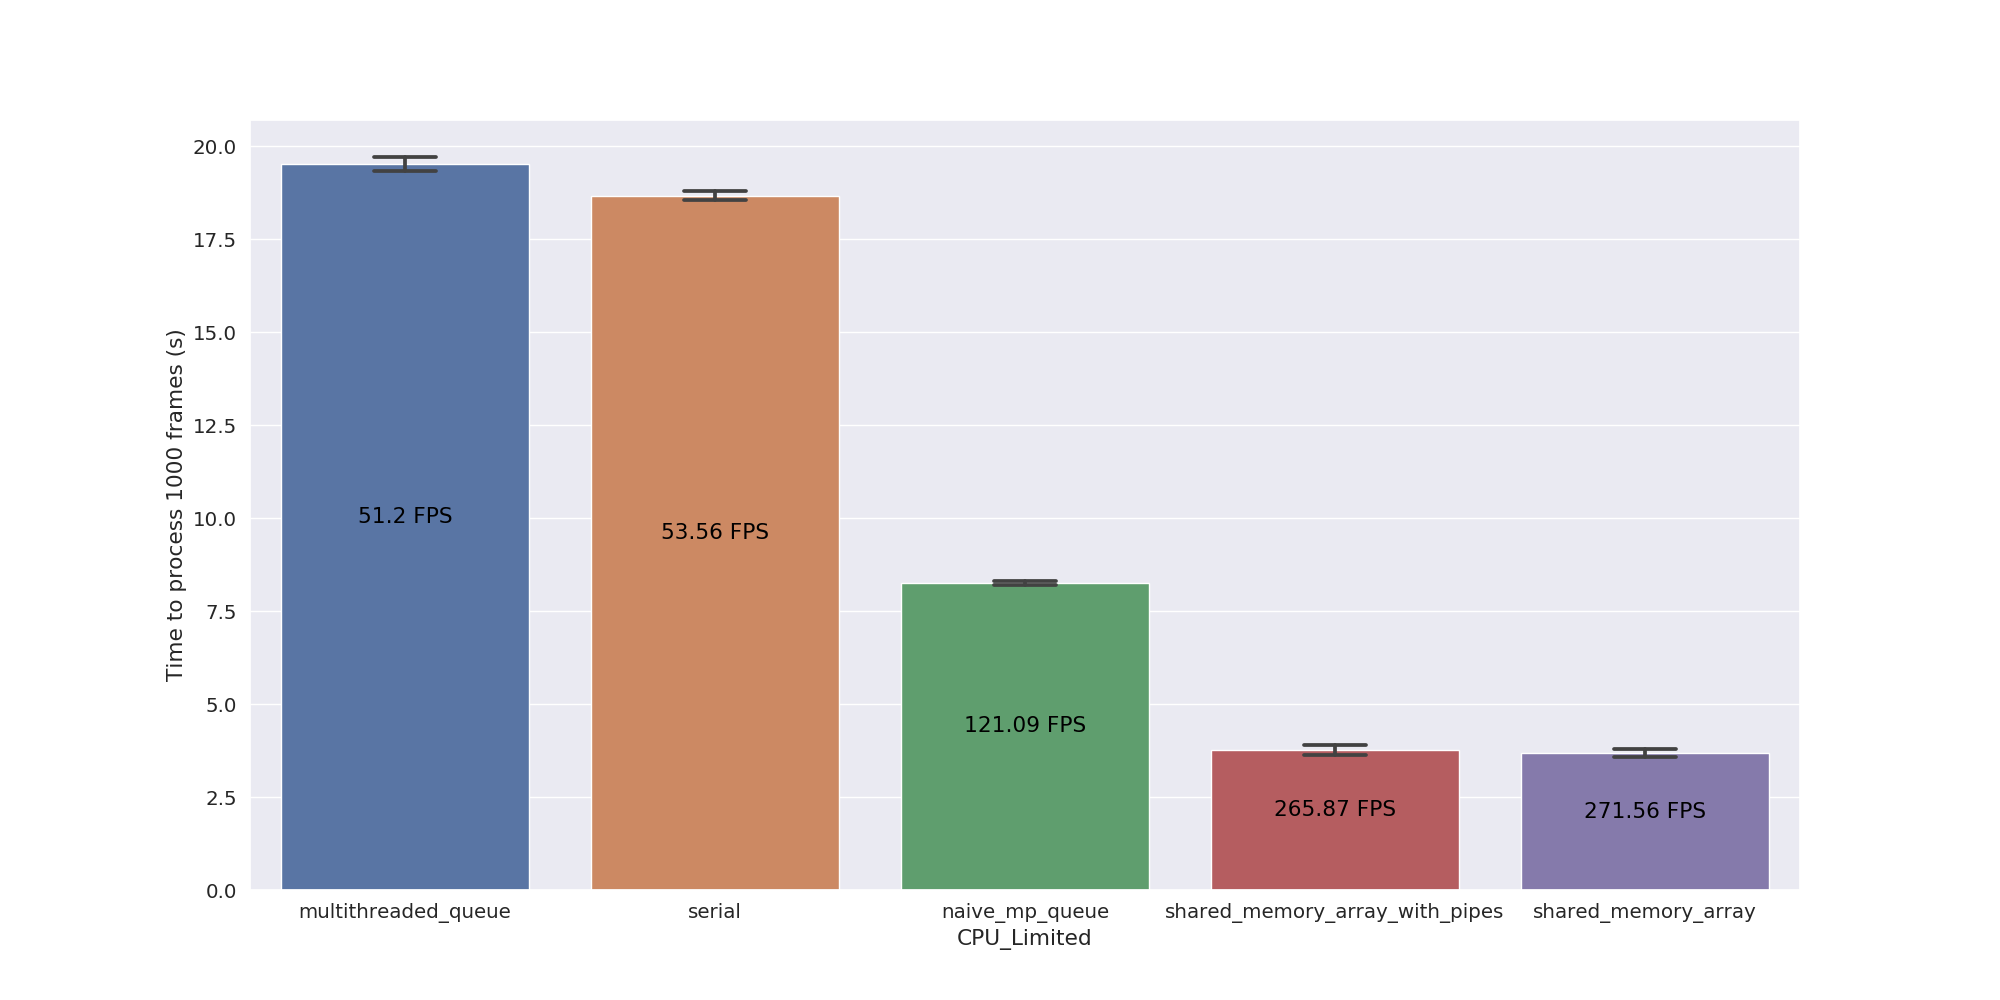 20.0
17.5
15.0
12.5
10.0
7.5
5.0
2.5
0.0
Time to process 1000 frames (s)
51.2 FPS
53.56 FPS
121.09 FPS
265.87 FPS
271.56 FPS
multithreaded_queue
serial
naive_mp_queue
shared_memory_array_with_pipes
shared_memory_array
CPU_Limited